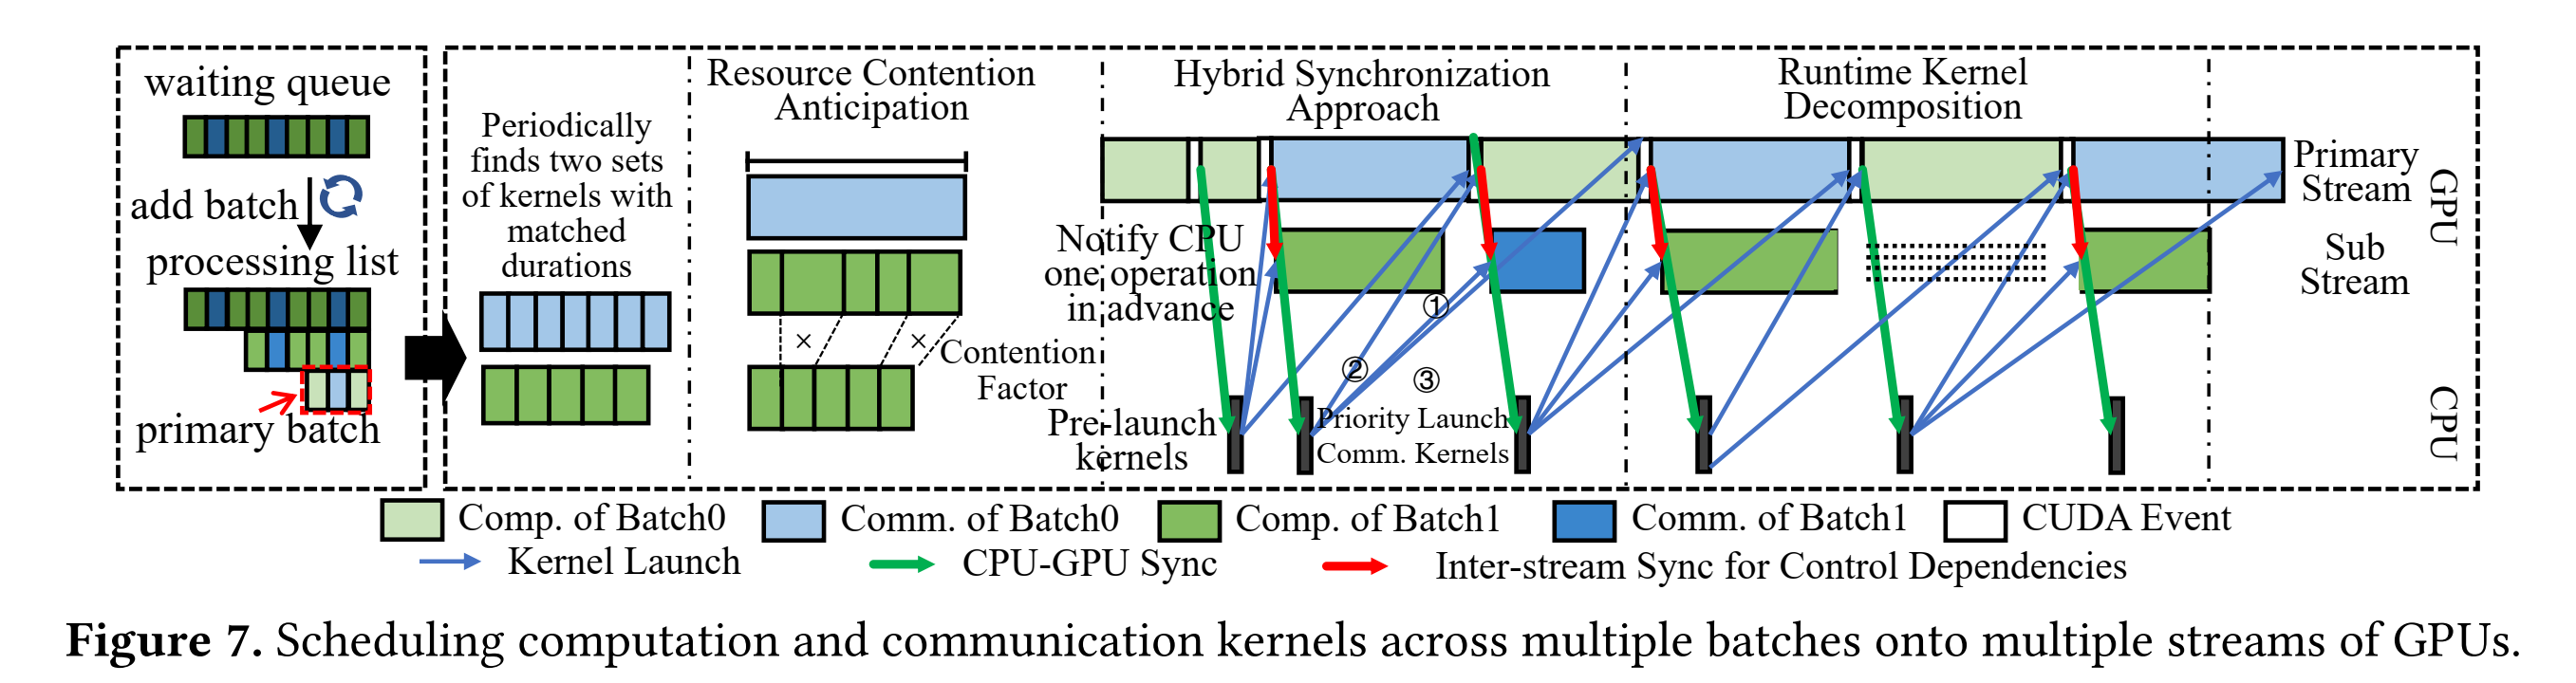 waiting queue
add batch
processing list
primary batch
Periodically
finds two sets
of kernels with
matched
durations
Resource Contention
Anticipation
×
×
Contention
Factor
Hybrid Synchronization
Approach
Notify CPU
one operation
in advance
①
②
③
Pre-launch
kernels
Priority Launch
Comm. Kernels
Runtime Kernel
Decomposition
Primary
Stream
Sub
Stream
GPU
CPU
Comp. of Batch0
Comm. of Batch0
Comp. of Batch1
Comm. of Batch1
CUDA Event
Kernel Launch
CPU-GPU Sync
Inter-stream Sync for Control Dependencies
Figure 7. Scheduling computation and communication kernels across multiple batches onto multiple streams of GPUs.